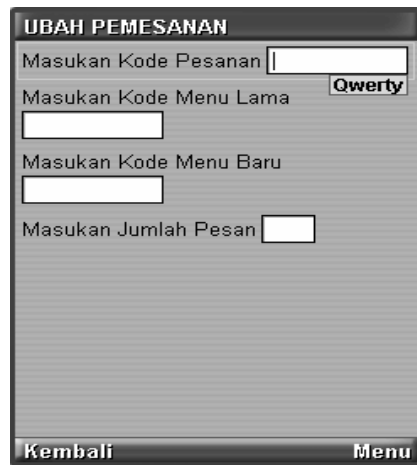 UBAH PEMESANAN
Masukan Kode Pesanan
Qwerty
Masukan Kode Menu Lama
Masukan Kode Menu Baru
Masukan Jumlah Pesan
Kembali Menu